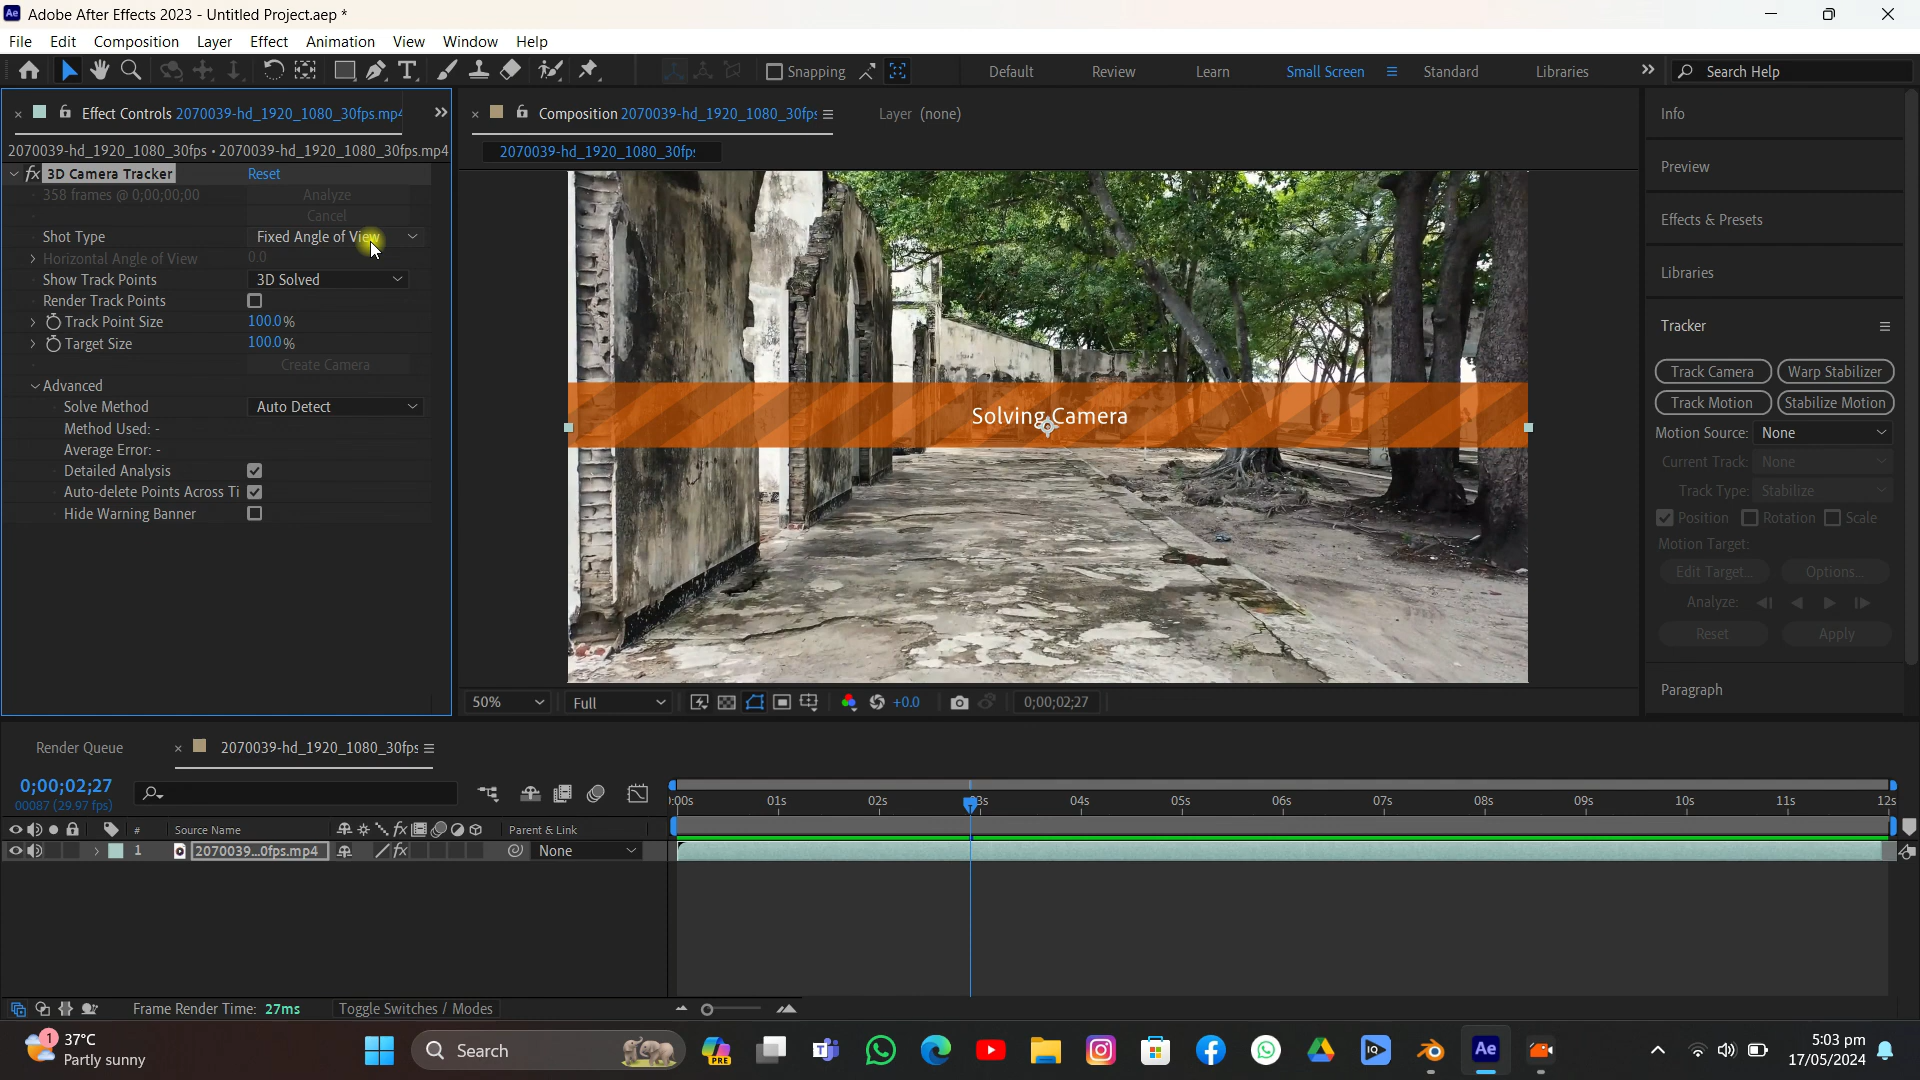 Adobe After Effects 2023 - Untitled Project.aep *
File Edit Composition Layer Effect Animation View Window Help
Snapping Default Review Learn Small Screen Standard Libraries Search Help
Effect Controls 2070039-hd_1920_1080_30fps.mp4
Composition 2070039-hd_1920_1080_30fps
Layer (none)
2070039-hd_1920_1080_30fps • 2070039-hd_1920_1080_30fps.mp4
2070039-hd_1920_1080_30fps
fx 3D Camera Tracker Reset
358 frames @ 0;00;00;00 Analyze
Cancel
Shot Type Fixed Angle of View
Horizontal Angle of View 0.0
Show Track Points 3D Solved
Render Track Points
Track Point Size 100.0%
Target Size 100.0%
Create Camera
Advanced
Solve Method Auto Detect
Method Used: -
Average Error: -
Detailed Analysis
Auto-delete Points Across Ti
Hide Warning Banner
Solving Camera
50% Full +0.0 0;00;02;27
Info
Preview
Effects & Presets
Libraries
Tracker
Track Camera Warp Stabilizer
Track Motion Stabilize Motion
Motion Source: None
Current Track: None
Track Type: Stabilize
Position Rotation Scale
Motion Target:
Edit Target... Options...
Analyze:
Reset Apply
Paragraph
Render Queue 2070039-hd_1920_1080_30fps
0;00;02;27
00087 (29.97 fps)
):00s 01s 02s 03s 04s 05s 06s 07s 08s 09s 10s 11s 12s
# Source Name fx Parent & Link
1 2070039...0fps.mp4 fx None
Frame Render Time: 27ms Toggle Switches / Modes
1 37°C
Partly sunny
Search
PRE
IQ
Ae
5:03 pm
17/05/2024